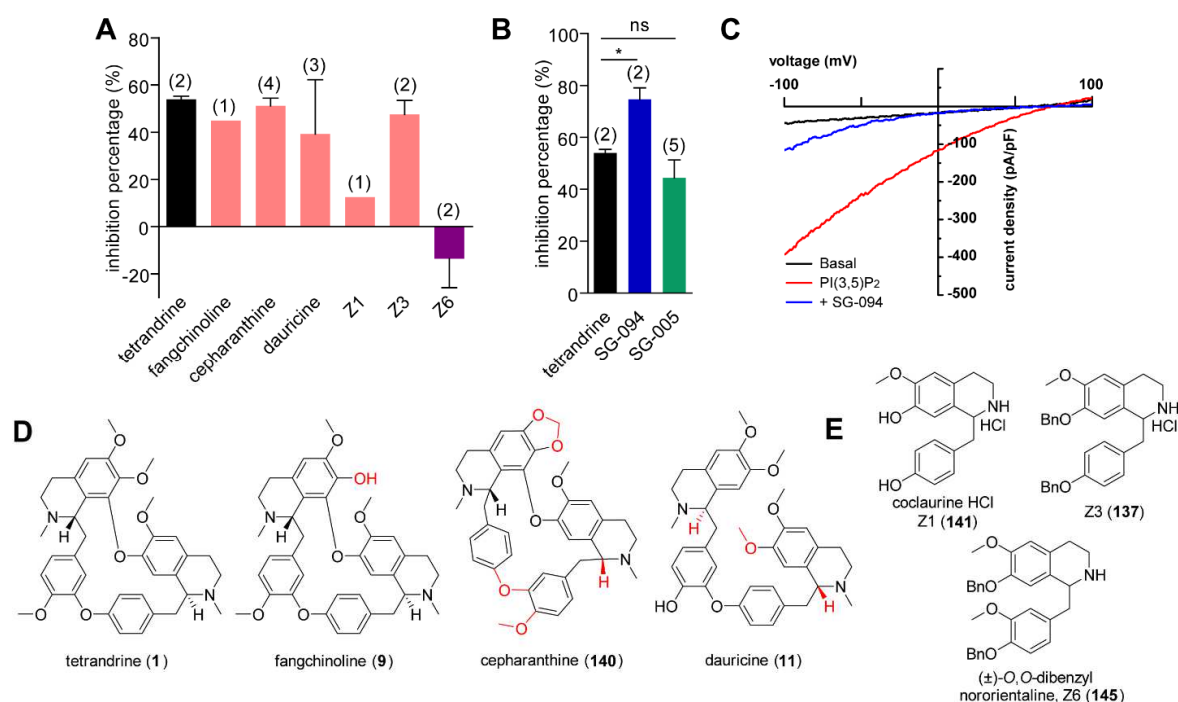 A
inhibition percentage (%)
80
60
40
20
0
-20
(2)
(1)
(4)
(3)
(1)
(2)
(2)
tetrandrine
fangchinoline
cepharanthine
dauricine
Z1
Z3
Z6
B
inhibition percentage (%)
100
80
60
40
20
0
ns
*
(2)
(2)
(5)
tetrandrine
SG-094
SG-005
C
voltage (mV)
-100
100
-100
-200
-300
-400
-500
current density (pA/pF)
Basal
PI(3,5)P2
+ SG-094
D
O
O
N
H
O
O
O
O
N
H
tetrandrine (1)
O
OH
N
H
O
O
O
O
N
H
fangchinoline (9)
O
O
N
H
O
O
O
O
N
H
cepharanthine (140)
O
O
N
H
O
O
HO
O
N
H
dauricine (11)
E
O
HO
NH
HCl
HO
coclaurine HCl
Z1 (141)
O
BnO
NH
HCl
BnO
Z3 (137)
O
BnO
NH
O
BnO
(±)-O,O-dibenzyl
nororientaline, Z6 (145)